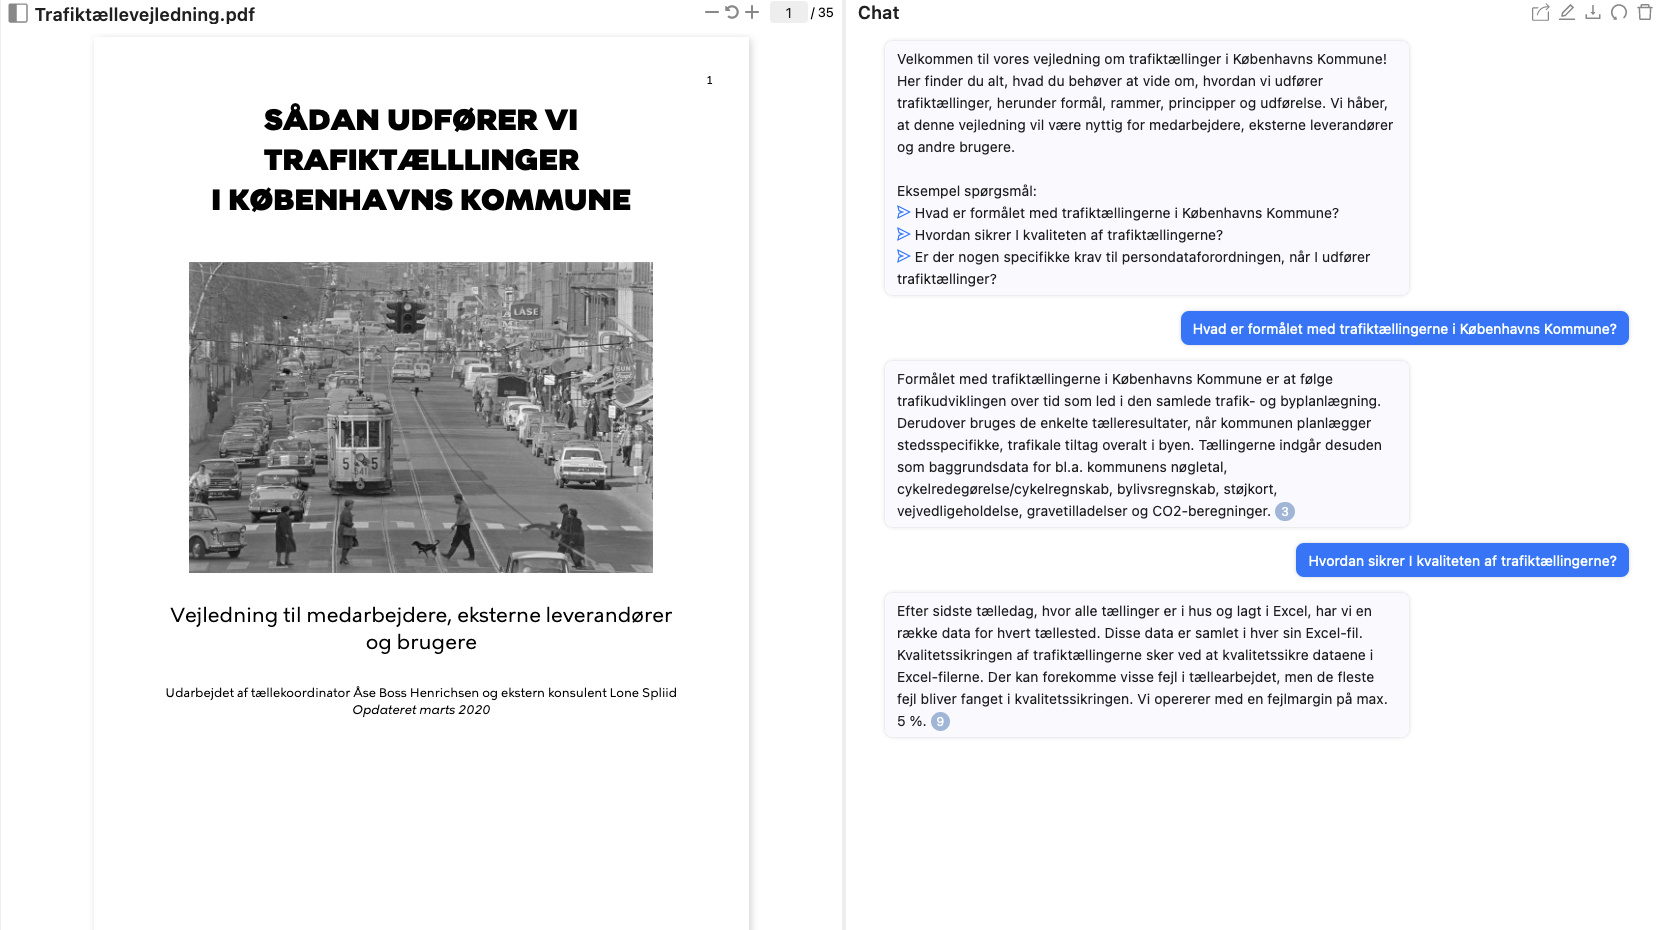 Trafiktællevejledning.pdf
1 / 35
1
SÅDAN UDFØRER VI
TRAFIKTÆLLLINGER
I KØBENHAVNS KOMMUNE
LÅSE
SUN
5 5
Vejledning til medarbejdere, eksterne leverandører
og brugere
Udarbejdet af tællekoordinator Åse Boss Henrichsen og ekstern konsulent Lone Spliid
Opdateret marts 2020
Chat
Velkommen til vores vejledning om trafiktællinger i Københavns Kommune!
Her finder du alt, hvad du behøver at vide om, hvordan vi udfører
trafiktællinger, herunder formål, rammer, principper og udførelse. Vi håber,
at denne vejledning vil være nyttig for medarbejdere, eksterne leverandører
og andre brugere.
Eksempel spørgsmål:
Hvad er formålet med trafiktællingerne i Københavns Kommune?
Hvordan sikrer I kvaliteten af trafiktællingerne?
Er der nogen specifikke krav til persondataforordningen, når I udfører
trafiktællinger?
Hvad er formålet med trafiktællingerne i Københavns Kommune?
Formålet med trafiktællingerne i Københavns Kommune er at følge
trafikudviklingen over tid som led i den samlede trafik- og byplanlægning.
Derudover bruges de enkelte tælleresultater, når kommunen planlægger
stedsspecifikke, trafikale tiltag overalt i byen. Tællingerne indgår desuden
som baggrundsdata for bl.a. kommunens nøgletal,
cykelredegørelse/cykelregnskab, bylivsregnskab, støjkort,
vejvedligeholdelse, gravetilladelser og CO2-beregninger. 3
Hvordan sikrer I kvaliteten af trafiktællingerne?
Efter sidste tælledag, hvor alle tællinger er i hus og lagt i Excel, har vi en
række data for hvert tællested. Disse data er samlet i hver sin Excel-fil.
Kvalitetssikringen af trafiktællingerne sker ved at kvalitetssikre dataene i
Excel-filerne. Der kan forekomme visse fejl i tællearbejdet, men de fleste
fejl bliver fanget i kvalitetssikringen. Vi opererer med en fejlmargin på max.
5 %. 9